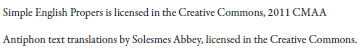 Simple English Propers is licensed in the Creative Commons, 2011 CMAA
Antiphon text translations by Solesmes Abbey, licensed in the Creative Commons.